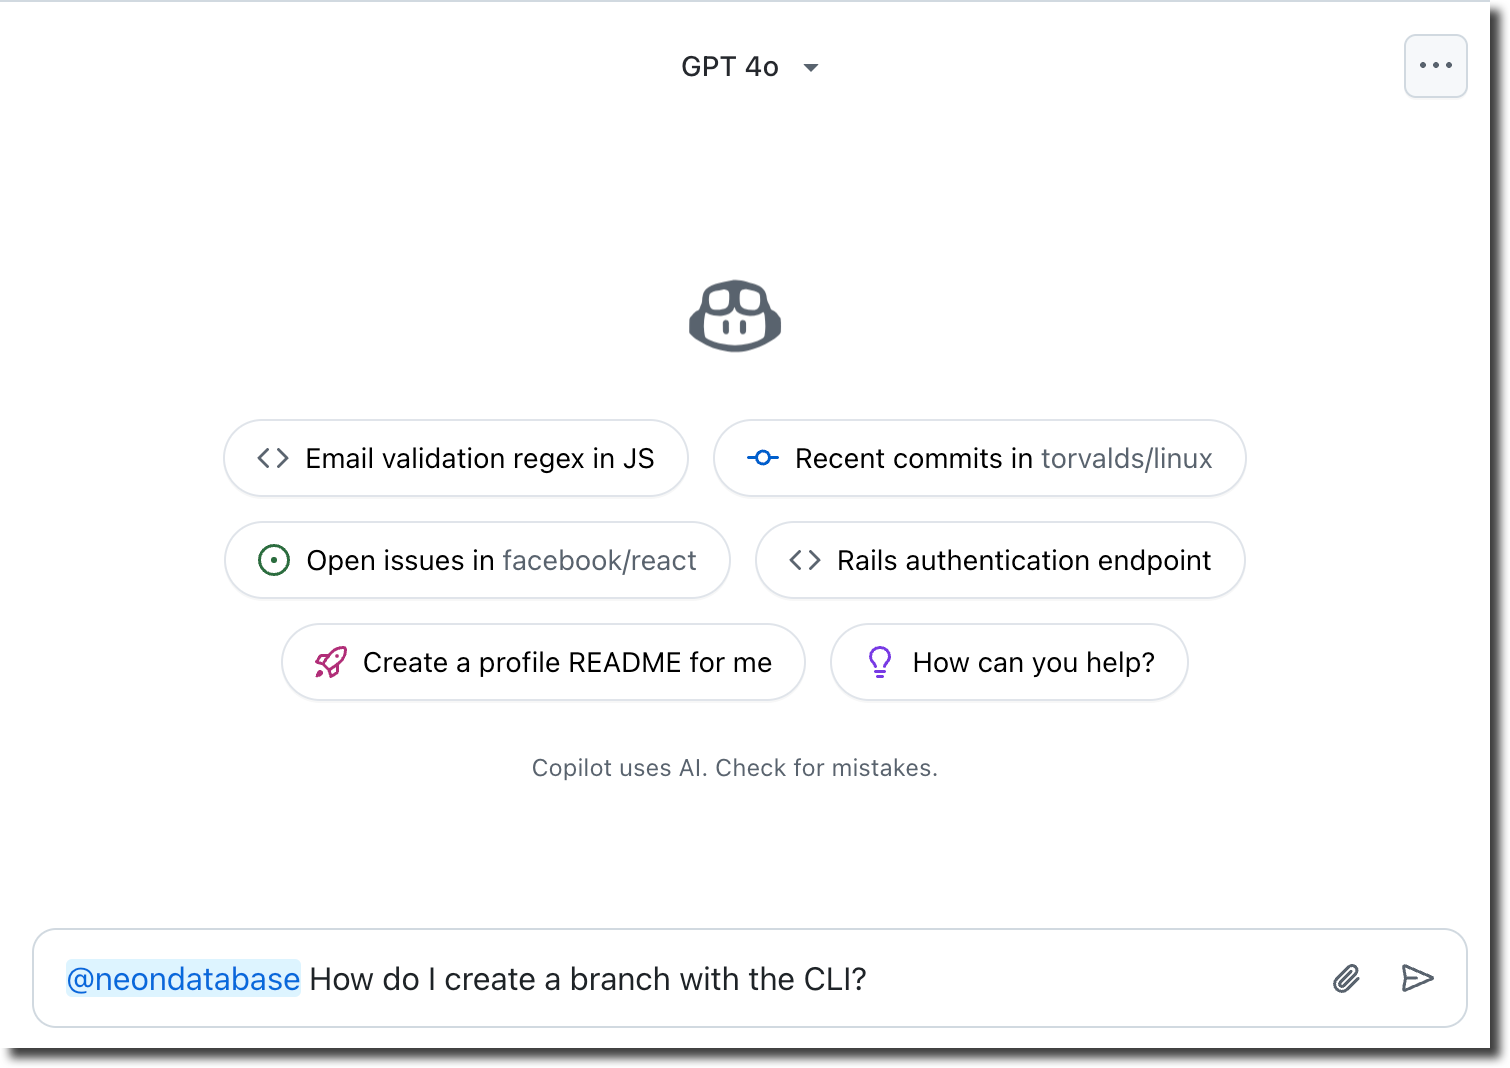 GPT 4o
Email validation regex in JS
Recent commits in torvalds/linux
Open issues in facebook/react
Rails authentication endpoint
Create a profile README for me
How can you help?
Copilot uses AI. Check for mistakes.
@neondatabase How do I create a branch with the CLI?